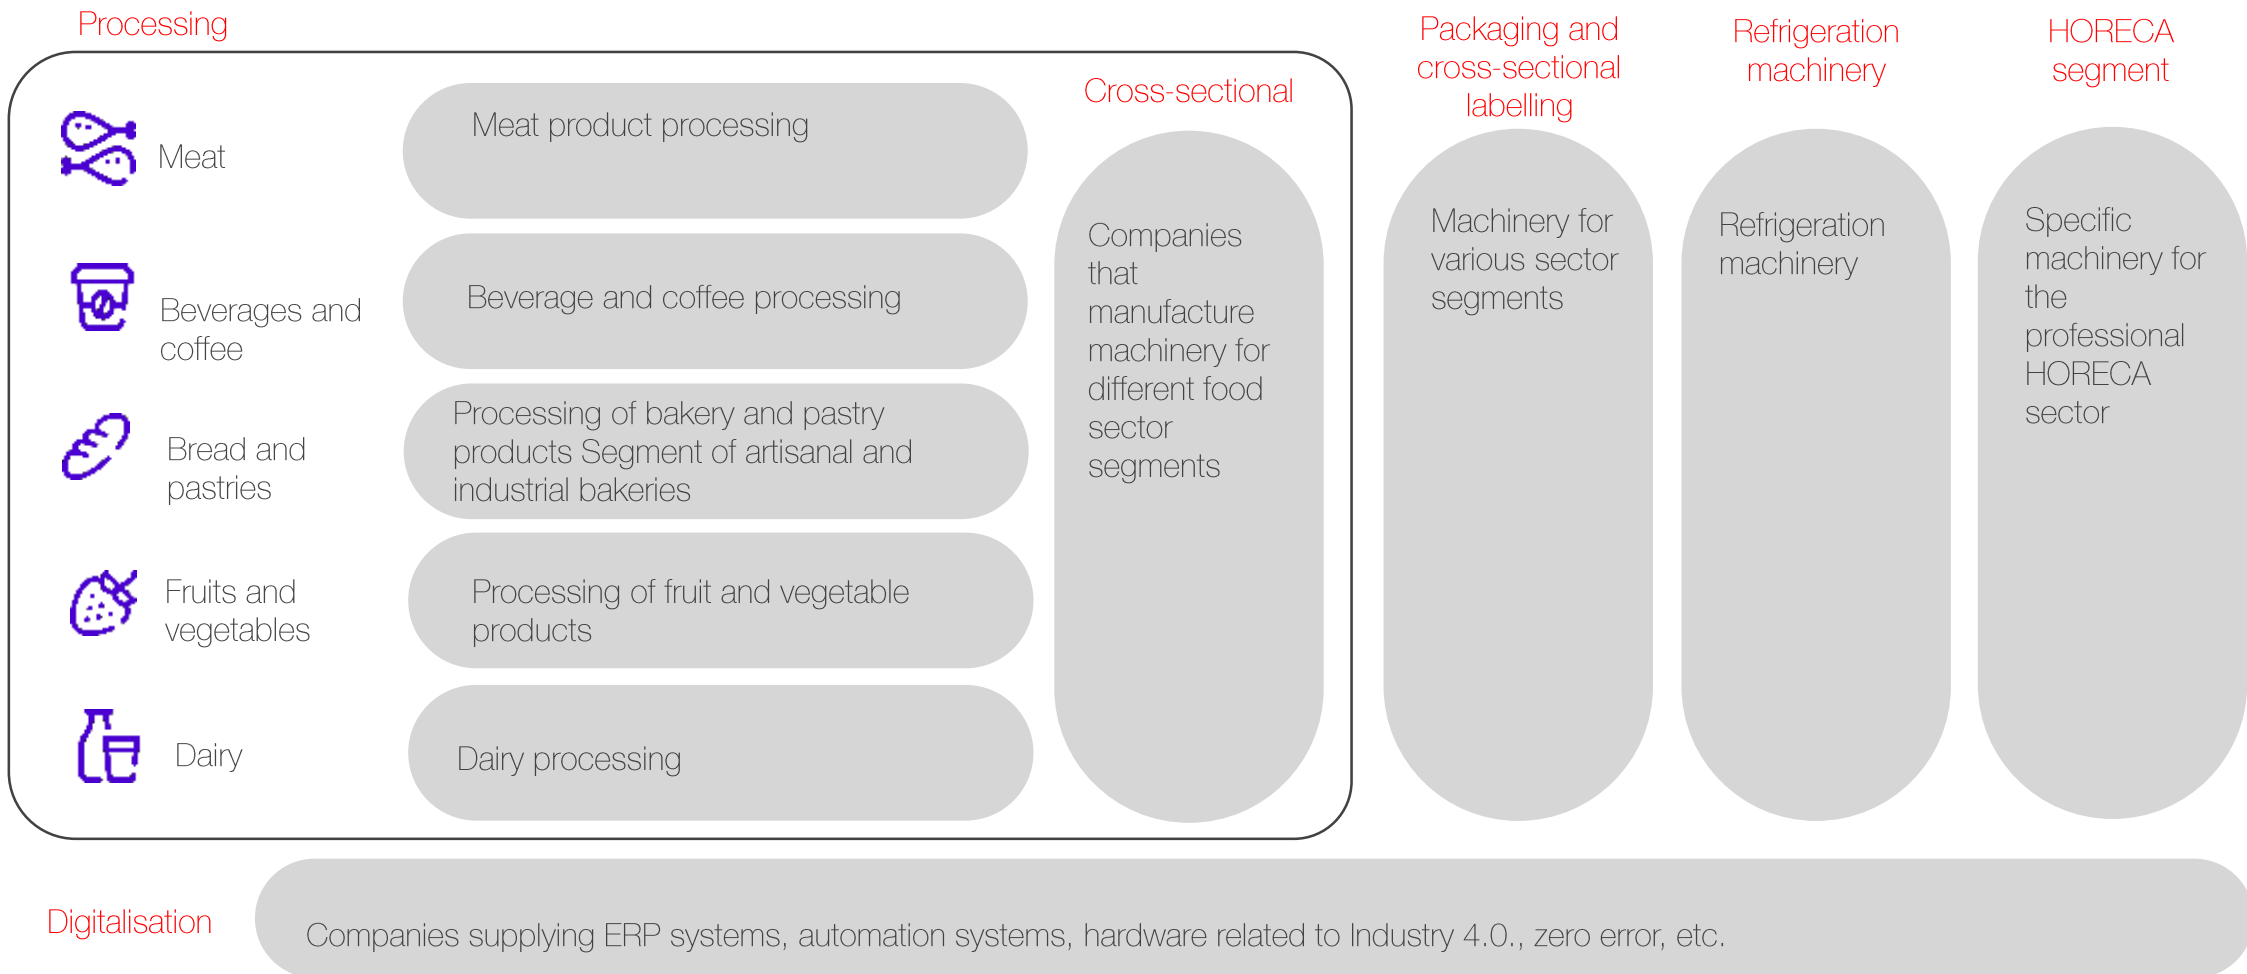 Processing
Meat
Meat product processing
Beverages and
coffee
Beverage and coffee processing
Bread and
pastries
Processing of bakery and pastry
products Segment of artisanal and
industrial bakeries
Fruits and
vegetables
Processing of fruit and vegetable
products
Dairy
Dairy processing
Cross-sectional
Companies
that
manufacture
machinery for
different food
sector
segments
Packaging and
cross-sectional
labelling
Machinery for
various sector
segments
Refrigeration
machinery
Refrigeration
machinery
HORECA
segment
Specific
machinery for
the
professional
HORECA
sector
Digitalisation
Companies supplying ERP systems, automation systems, hardware related to Industry 4.0., zero error, etc.